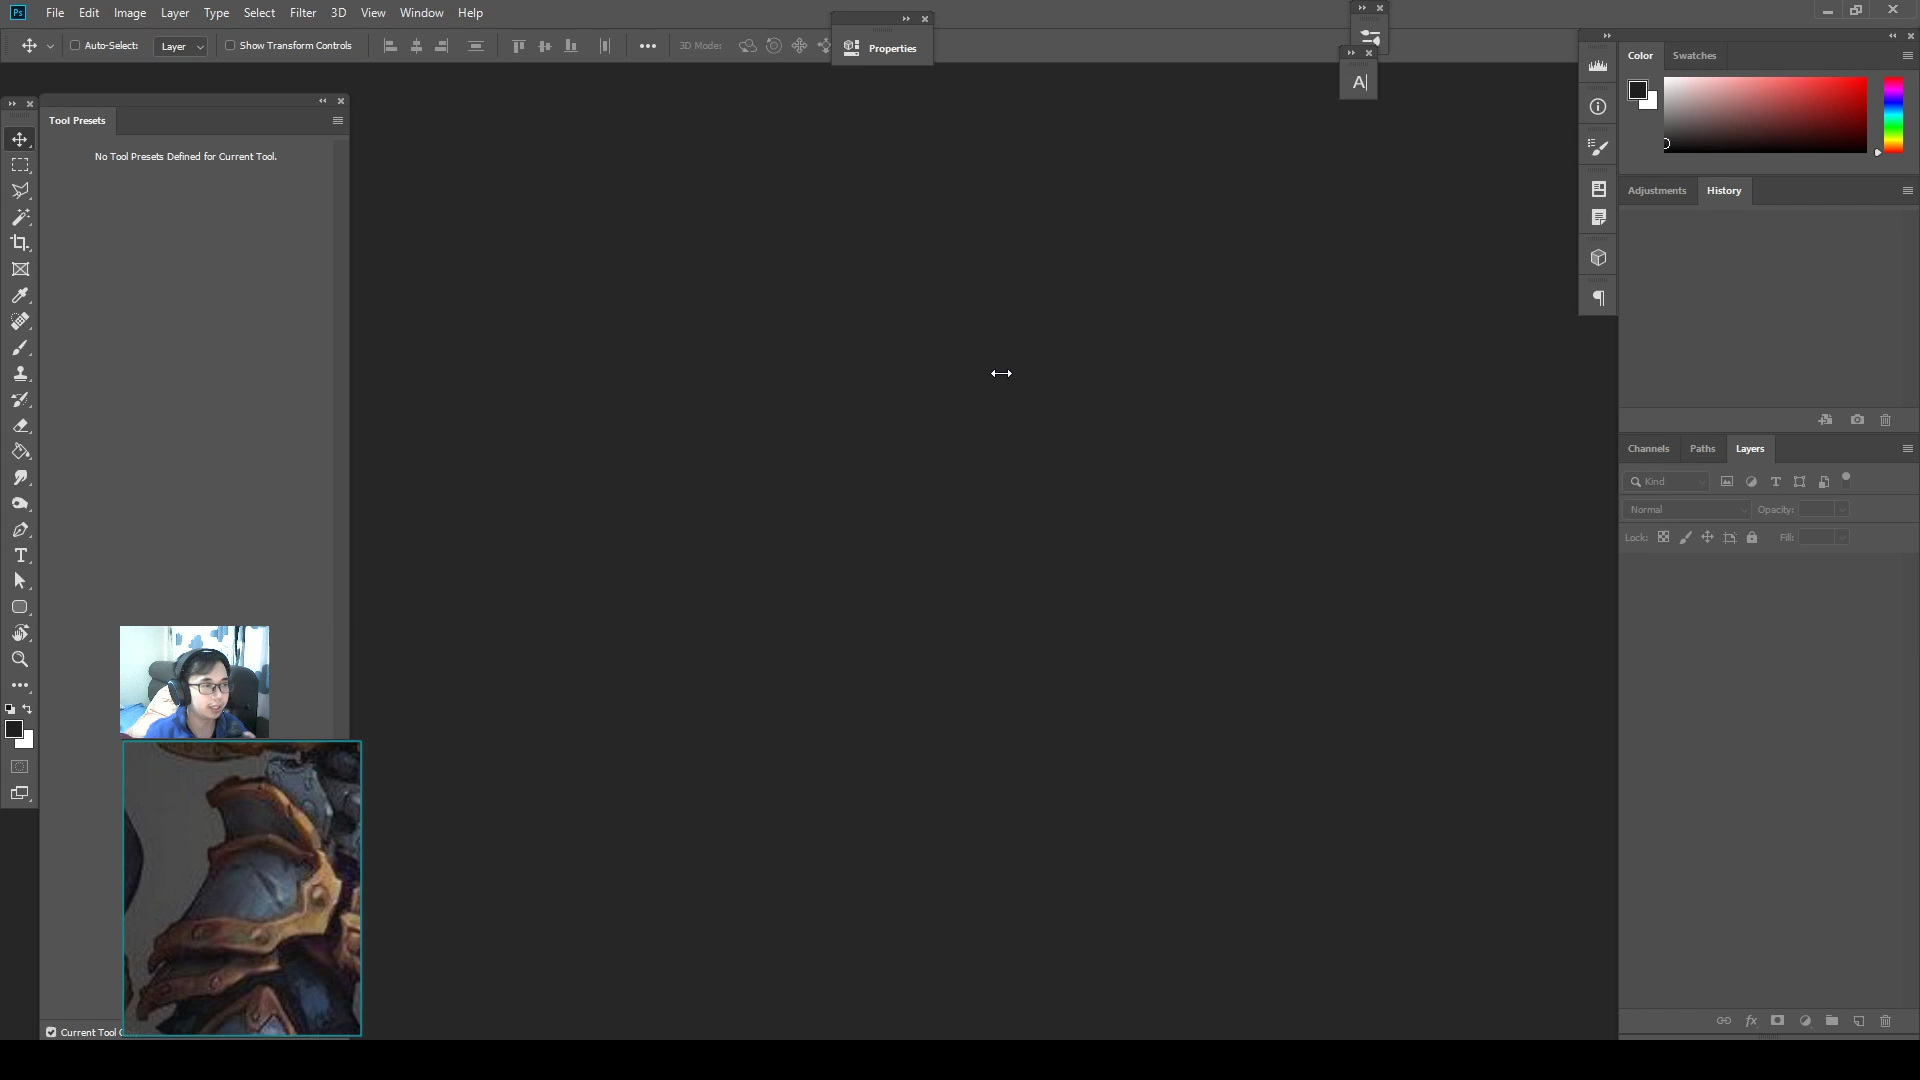 Ps File Edit Image Layer Type Select Filter 3D View Window Help
Auto-Select: Layer Show Transform Controls 3D Mode:
Properties
A
Color Swatches
Tool Presets
No Tool Presets Defined for Current Tool.
Adjustments History
Channels Paths Layers
Kind
Normal Opacity:
Lock: Fill:
Current Tool